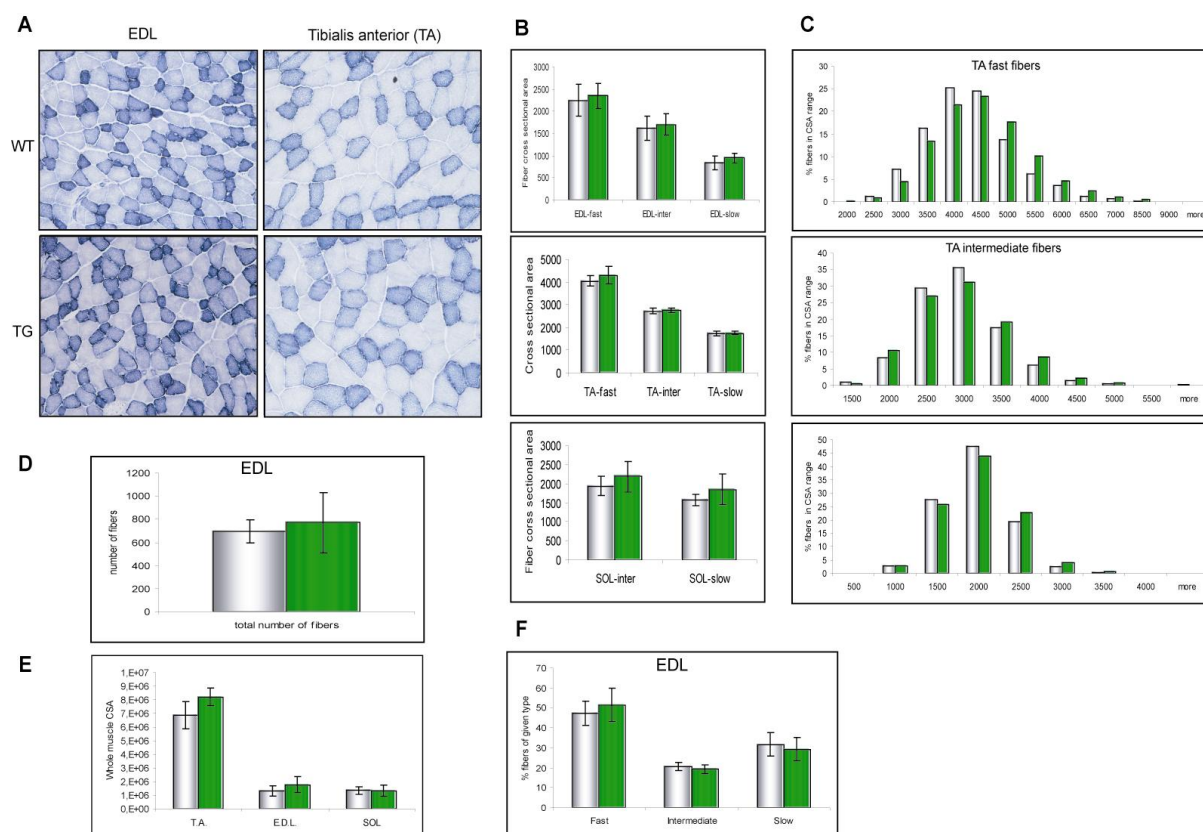 A
EDL
Tibialis anterior (TA)
WT
TG
B
Fiber cross sectional area
3000
2500
2000
1500
1000
500
0
EDL-fast EDL-inter EDL-slow
Cross sectional area
5000
4000
3000
2000
1000
0
TA-fast TA-inter TA-slow
Fiber corss sectional area
3000
2500
2000
1500
1000
500
0
SOL-inter SOL-slow
C
TA fast fibers
% fibers in CSA range
30
25
20
15
10
5
0
2000 2500 3000 3500 4000 4500 5000 5500 6000 6500 7000 8500 9000 more
TA intermediate fibers
% fibers in CSA range
40
35
30
25
20
15
10
5
0
1500 2000 2500 3000 3500 4000 4500 5000 5500 more
% fibers in CSA range
50
45
40
35
30
25
20
15
10
5
0
500 1000 1500 2000 2500 3000 3500 4000 more
D
EDL
number of fibers
1200
1000
800
600
400
200
0
total number of fibers
E
Whole muscle CSA
1,E+07
9,E+06
8,E+06
7,E+06
6,E+06
5,E+06
4,E+06
3,E+06
2,E+06
1,E+06
0,E+00
T.A. E.D.L. SOL
F
EDL
% fibers of given type
70
60
50
40
30
20
10
0
Fast Intermediate Slow